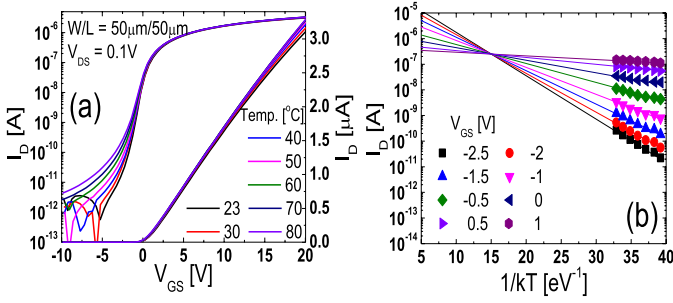 W/L = 50μm/50μm
V_DS = 0.1V
(a)
Temp. [°C]
40
50
60
23 70
30 80
10⁻⁶
10⁻⁷
10⁻⁸
10⁻⁹
10⁻¹⁰
10⁻¹¹
10⁻¹²
10⁻¹³
I_D [A]
-10 -5 0 5 10 15 20
V_GS [V]
3.0
2.5
2.0
1.5
1.0
0.5
0.0
I_D [μA]
10⁻⁵
10⁻⁶
10⁻⁷
10⁻⁸
10⁻⁹
10⁻¹⁰
10⁻¹¹
10⁻¹²
10⁻¹³
10⁻¹⁴
I_D [A]
V_GS [V]
-2.5 -2
-1.5 -1
-0.5 0
0.5 1
(b)
5 10 15 20 25 30 35 40
1/kT [eV⁻¹]